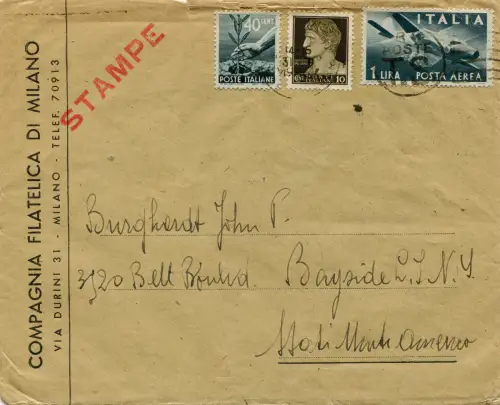 COMPAGNIA FILATELICA DI MILANO
VIA DURINI 31 - MILANO - TELEF. 70913
STAMPE
40 CENT.
POSTE ITALIANE
10
ITALIA
1 LIRA POSTA AEREA
Burghardt John P.
3520 Bell Boulvd. Bayside L.I. N.Y.
Stati Uniti America